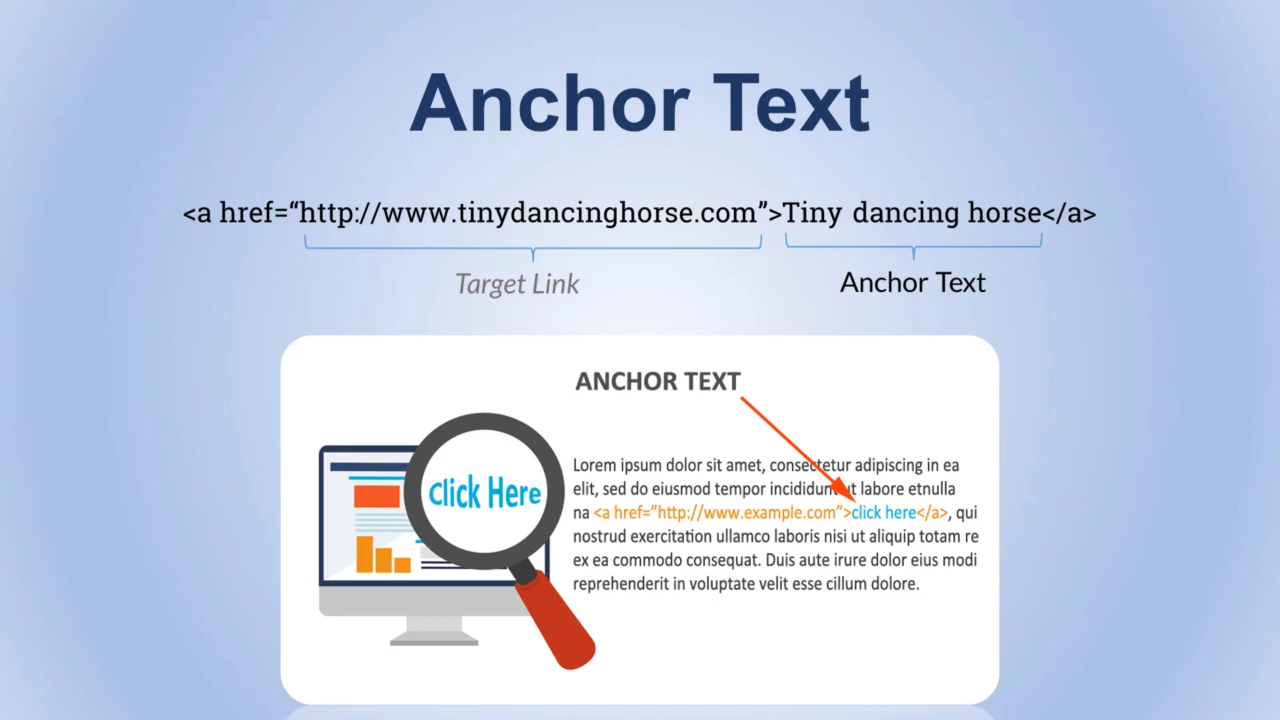 Anchor Text
<a href=“http://www.tinydancinghorse.com”>Tiny dancing horse</a>
Target Link
Anchor Text
ANCHOR TEXT
Click Here
Lorem ipsum dolor sit amet, consectetur adipiscing in ea
elit, sed do eiusmod tempor incididunt ut labore etnulla
na <a href=”http://www.example.com”>click here</a>, qui
nostrud exercitation ullamco laboris nisi ut aliquip totam re
ex ea commodo consequat. Duis aute irure dolor eius modi
reprehenderit in voluptate velit esse cillum dolore.